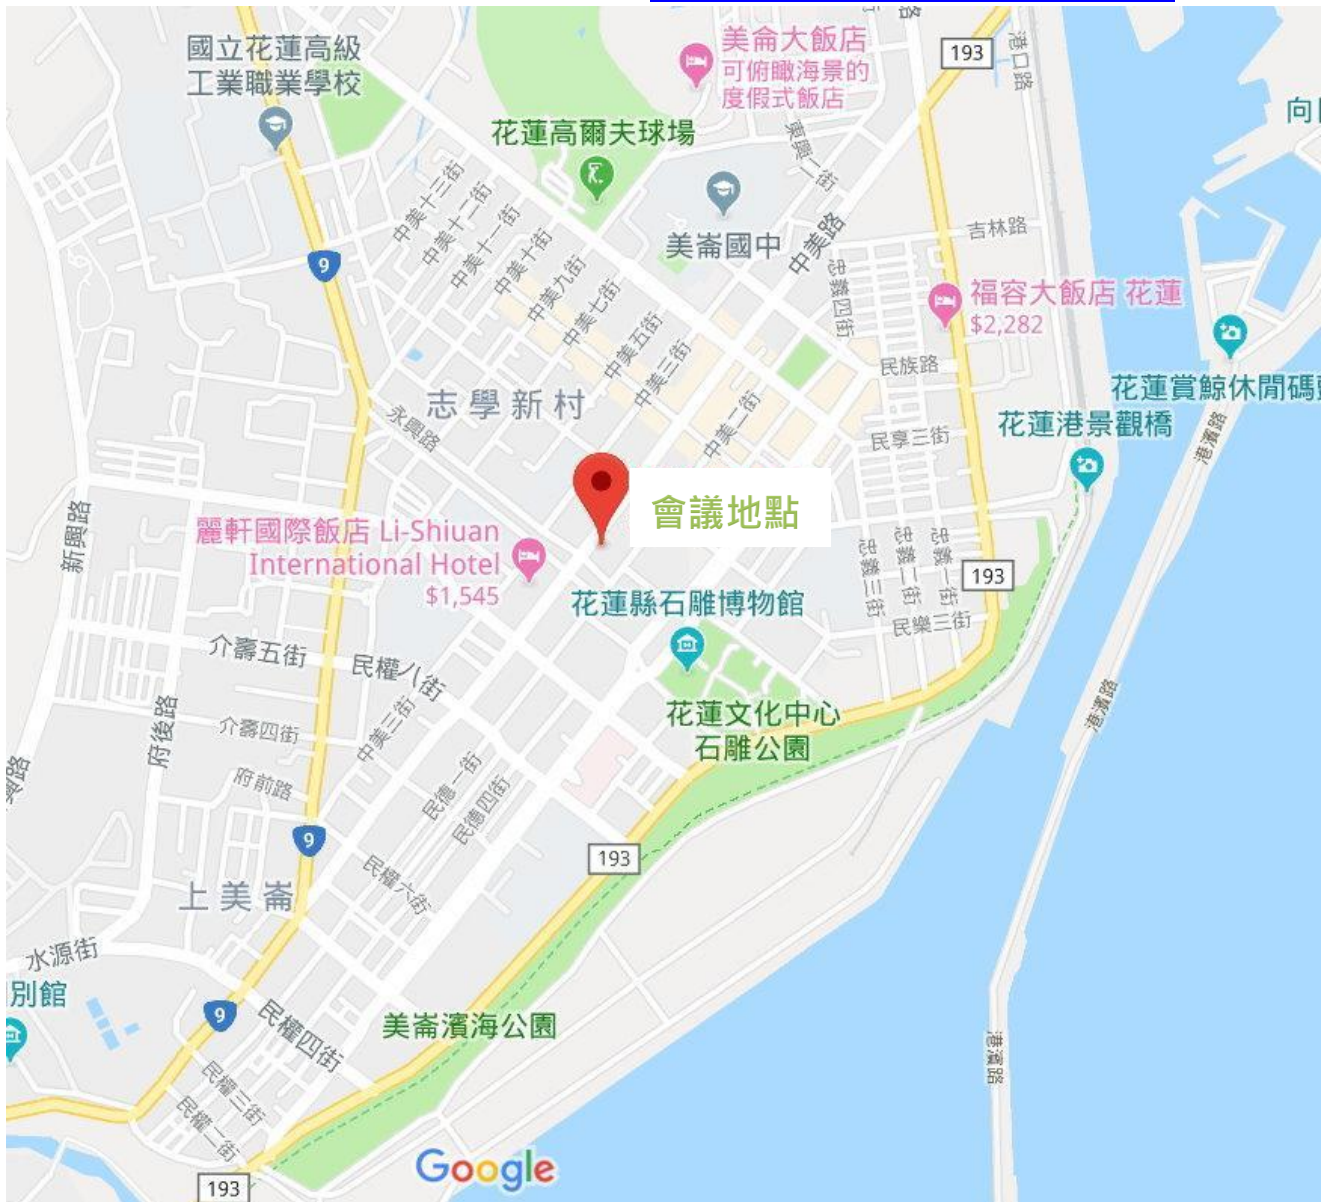 國立花蓮高級
工業職業學校
美侖大飯店
可俯瞰海景的
度假式飯店
193
港口路
花蓮高爾夫球場
東興二街
美崙國中
中美路
吉林路
中美十三街
中美十二街
中美十一街
中美十街
中美九街
中美七街
中美五街
中美三街
中美二街
9
忠義四街
福容大飯店 花蓮
$2,282
民族路
花蓮賞鯨休閒碼
花蓮港景觀橋
港濱路
志學新村
永興路
民享三街
會議地點
新興路
麗軒國際飯店 Li-Shiuan
International Hotel
$1,545
忠義三街
忠義二街
忠義一街
193
花蓮縣石雕博物館
民樂三街
介壽五街
民權八街
花蓮文化中心
石雕公園
港濱路
府後路
介壽四街
中美三街
府前路
民德一街
民德四街
9
193
民權六街
上美崙
水源街
別館
9
民權四街
美崙濱海公園
港濱路
民權三街
民權二街
193
Google